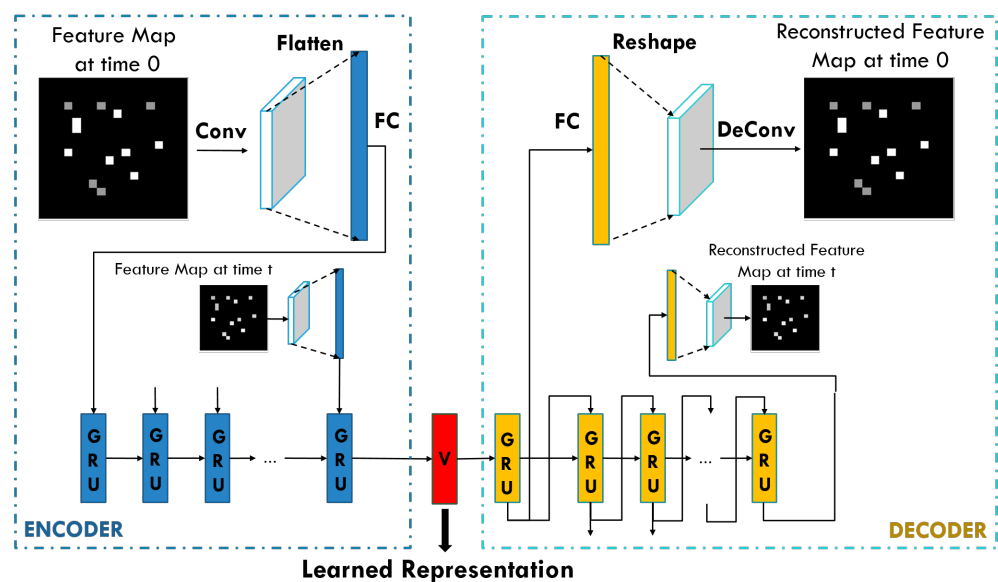 Feature Map
at time 0
Flatten
Conv
FC
Feature Map at time t
G
R
U
G
R
U
G
R
U
...
G
R
U
ENCODER
V
Learned Representation
Reshape
Reconstructed Feature
Map at time 0
FC
DeConv
Reconstructed Feature
Map at time t
G
R
U
G
R
U
G
R
U
...
G
R
U
DECODER